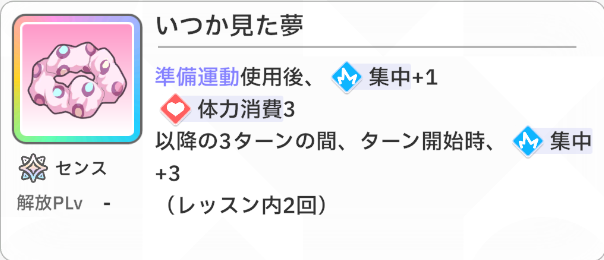 いつか見た夢
準備運動使用後、集中+1
体力消費3
以降の3ターンの間、ターン開始時、集中
+3
（レッスン内2回）
センス
解放PLv -